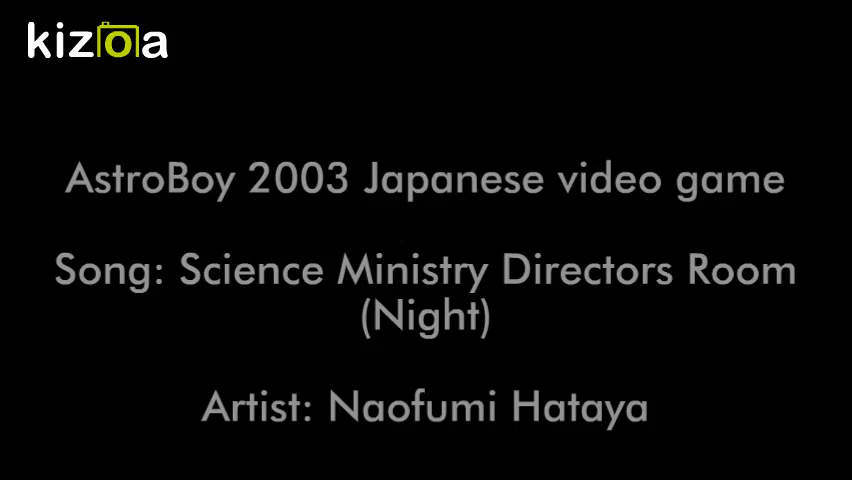 kizoa
AstroBoy 2003 Japanese video game
Song: Science Ministry Directors Room
(Night)
Artist: Naofumi Hataya